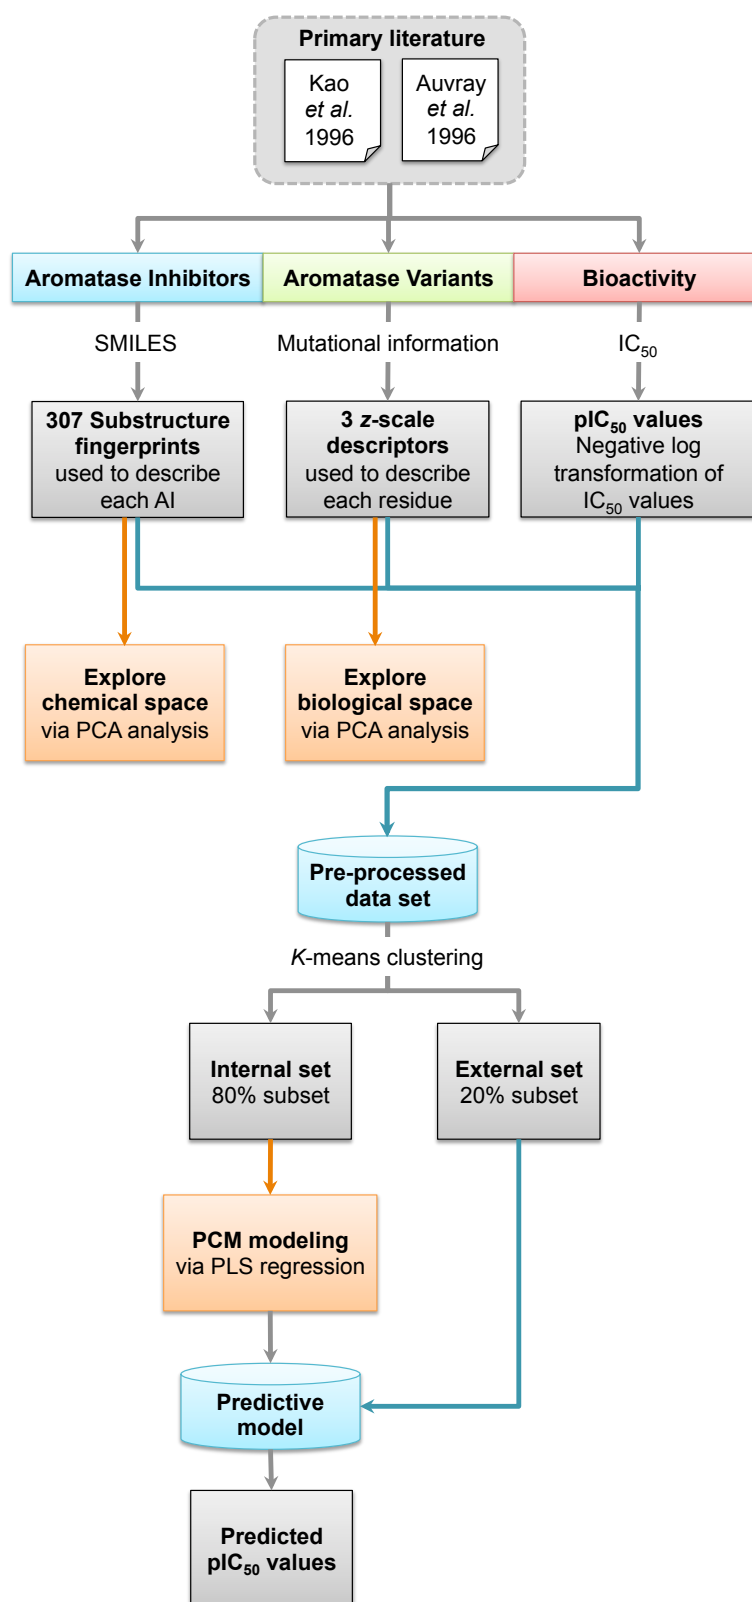 Primary literature
Kao
et al.
1996
Auvray
et al.
1996
Aromatase Inhibitors
Aromatase Variants
Bioactivity
SMILES
Mutational information
IC50
307 Substructure
fingerprints
used to describe
each AI
3 z-scale
descriptors
used to describe
each residue
pIC50 values
Negative log
transformation of
IC50 values
Explore
chemical space
via PCA analysis
Explore
biological space
via PCA analysis
Pre-processed
data set
K-means clustering
Internal set
80% subset
External set
20% subset
PCM modeling
via PLS regression
Predictive
model
Predicted
pIC50 values